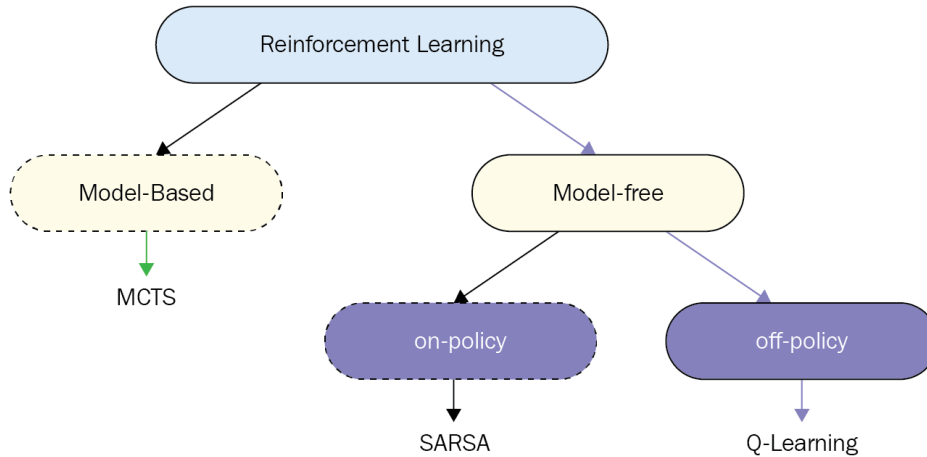 Reinforcement Learning
Model-Based
Model-free
MCTS
on-policy
off-policy
SARSA
Q-Learning